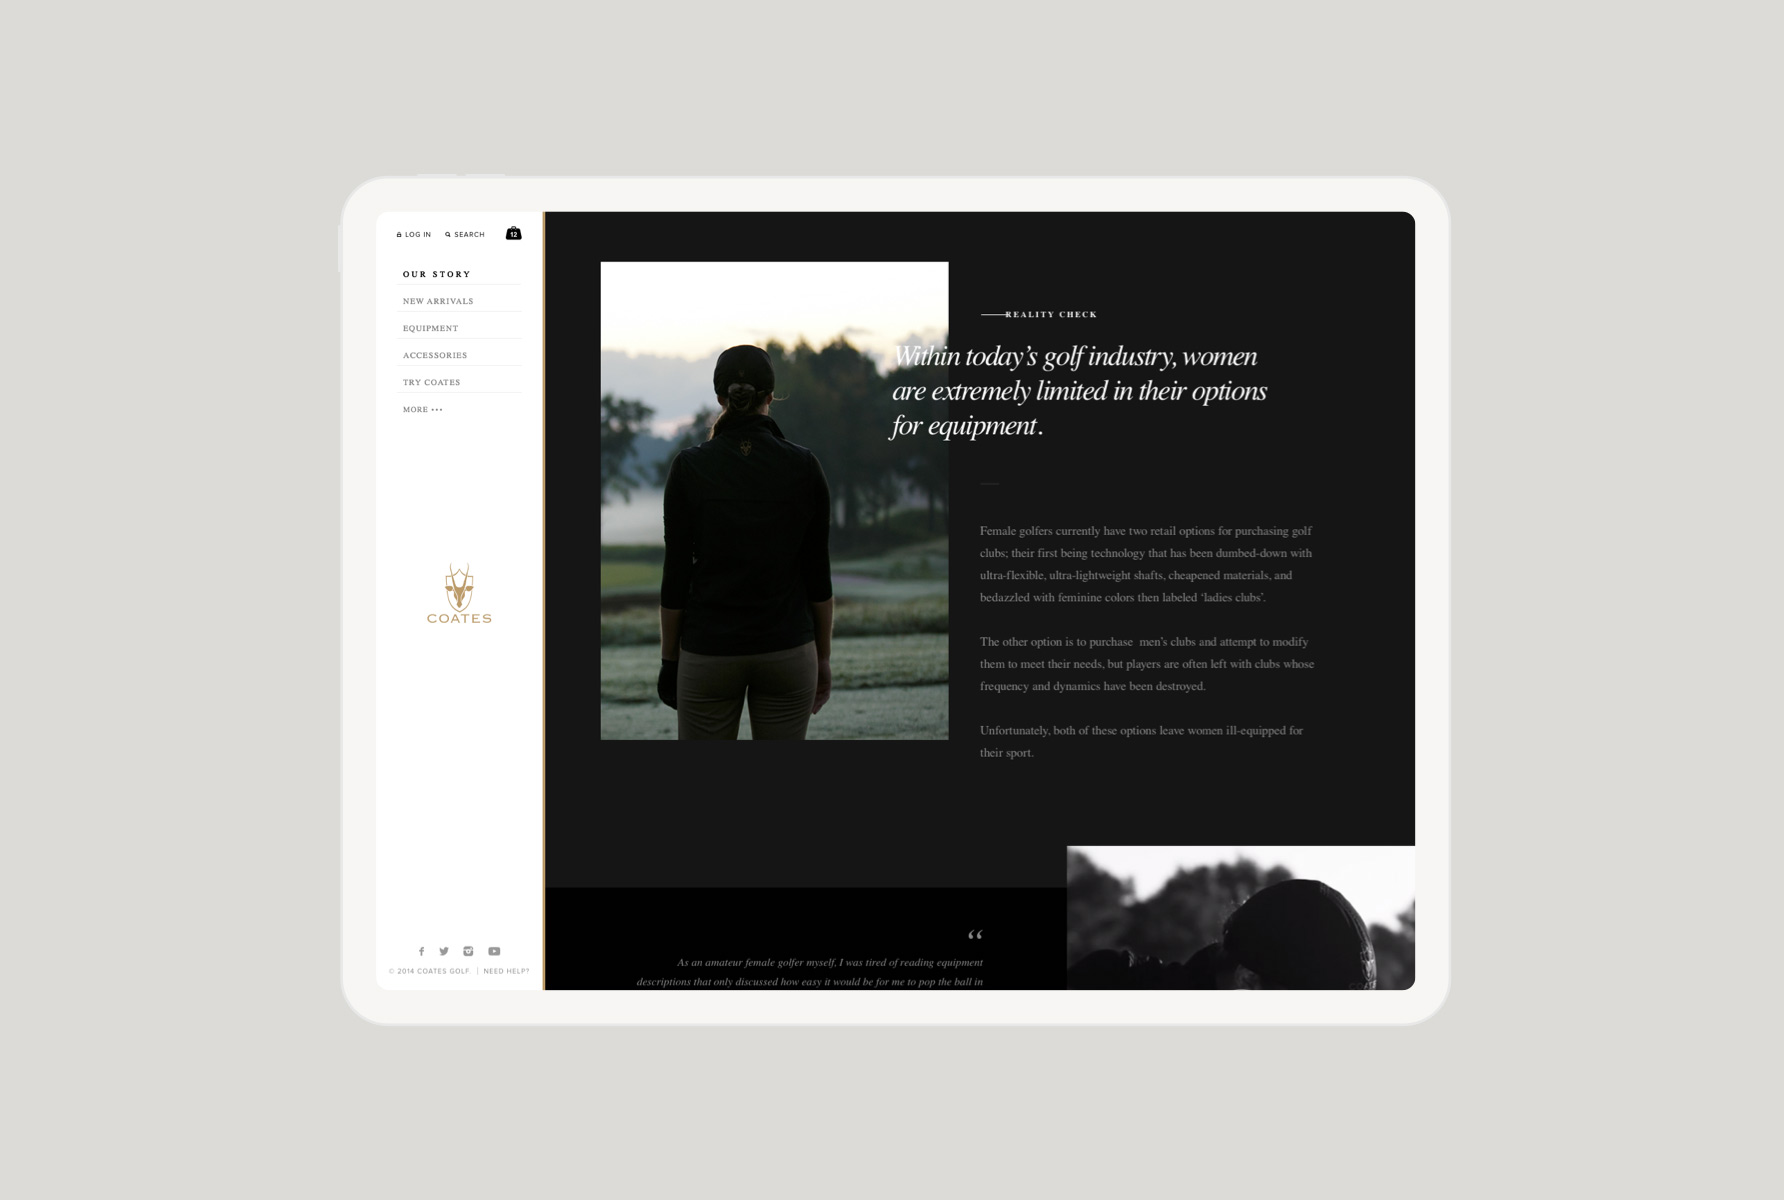 LOG IN SEARCH 12
OUR STORY
NEW ARRIVALS
EQUIPMENT
ACCESSORIES
TRY COATES
MORE •••
COATES
© 2014 COATES GOLF. | NEED HELP?
REALITY CHECK
Within today’s golf industry, women
are extremely limited in their options
for equipment.
Female golfers currently have two retail options for purchasing golf
clubs; their first being technology that has been dumbed-down with
ultra-flexible, ultra-lightweight shafts, cheapened materials, and
bedazzled with feminine colors then labeled ‘ladies clubs’.
The other option is to purchase  men’s clubs and attempt to modify
them to meet their needs, but players are often left with clubs whose
frequency and dynamics have been destroyed.
Unfortunately, both of these options leave women ill-equipped for
their sport.
“
As an amateur female golfer myself, I was tired of reading equipment
descriptions that only discussed how easy it would be for me to pop the ball in